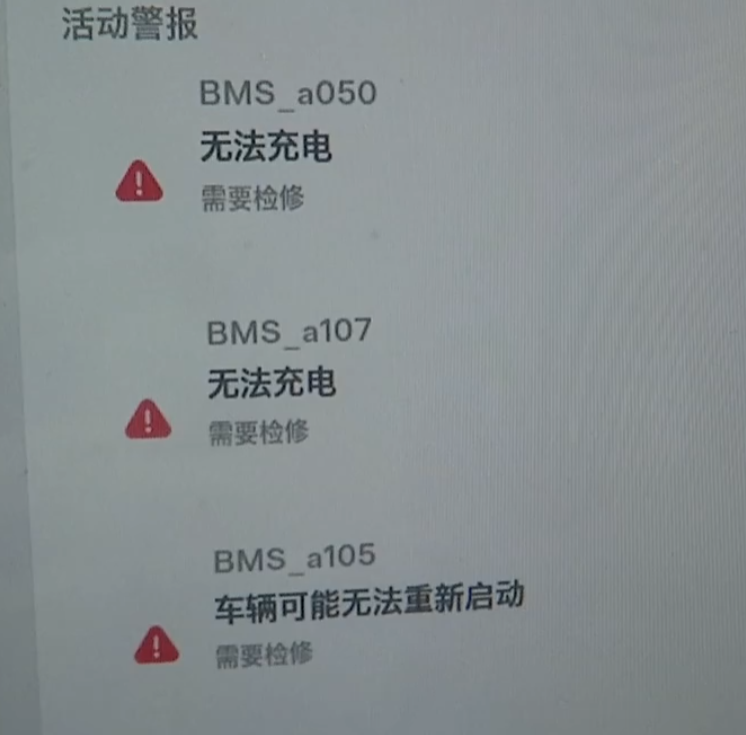 活动警报
BMS_a050
无法充电
需要检修
BMS_a107
无法充电
需要检修
BMS_a105
车辆可能无法重新启动
需要检修